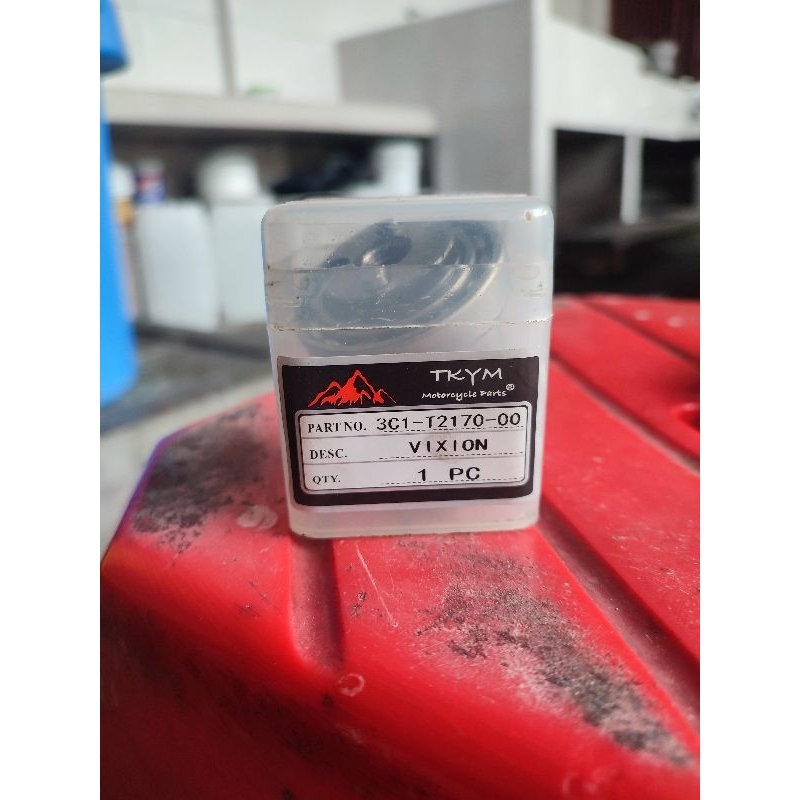 TKYM
Motorcycle Parts®
PART NO. 3C1-T2170-00
DESC. VIXION
QTY. 1 PC